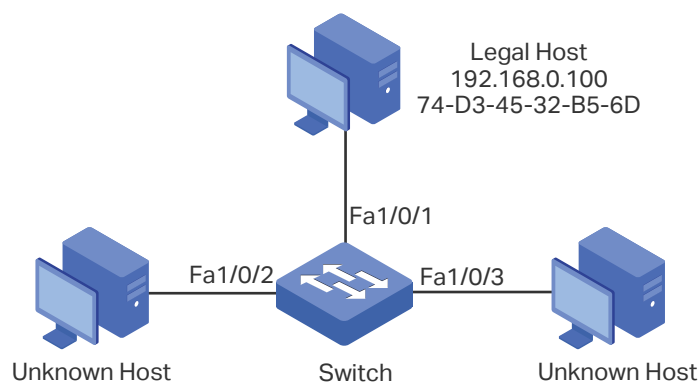 Legal Host
192.168.0.100
74-D3-45-32-B5-6D
Fa1/0/1
Fa1/0/2
Fa1/0/3
Unknown Host
Switch
Unknown Host